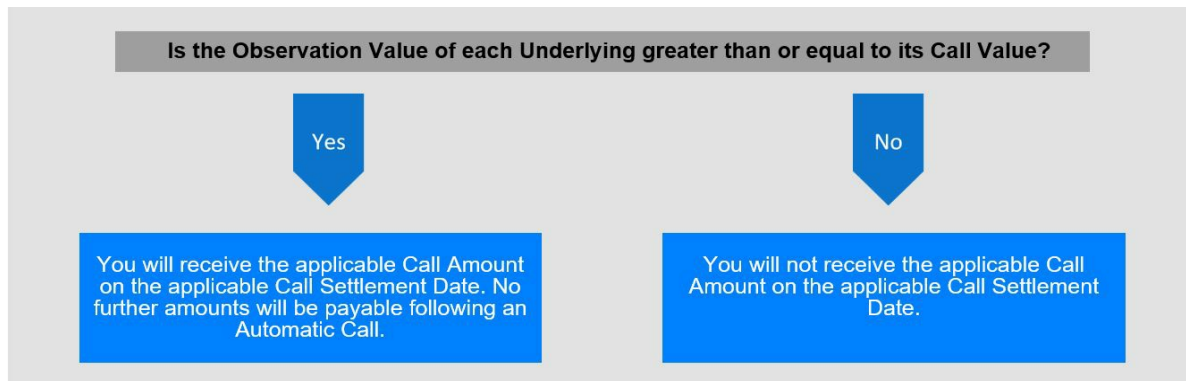 Is the Observation Value of each Underlying greater than or equal to its Call Value?
Yes
No
You will receive the applicable Call Amount
on the applicable Call Settlement Date. No
further amounts will be payable following an
Automatic Call.
You will not receive the applicable Call
Amount on the applicable Call Settlement
Date.